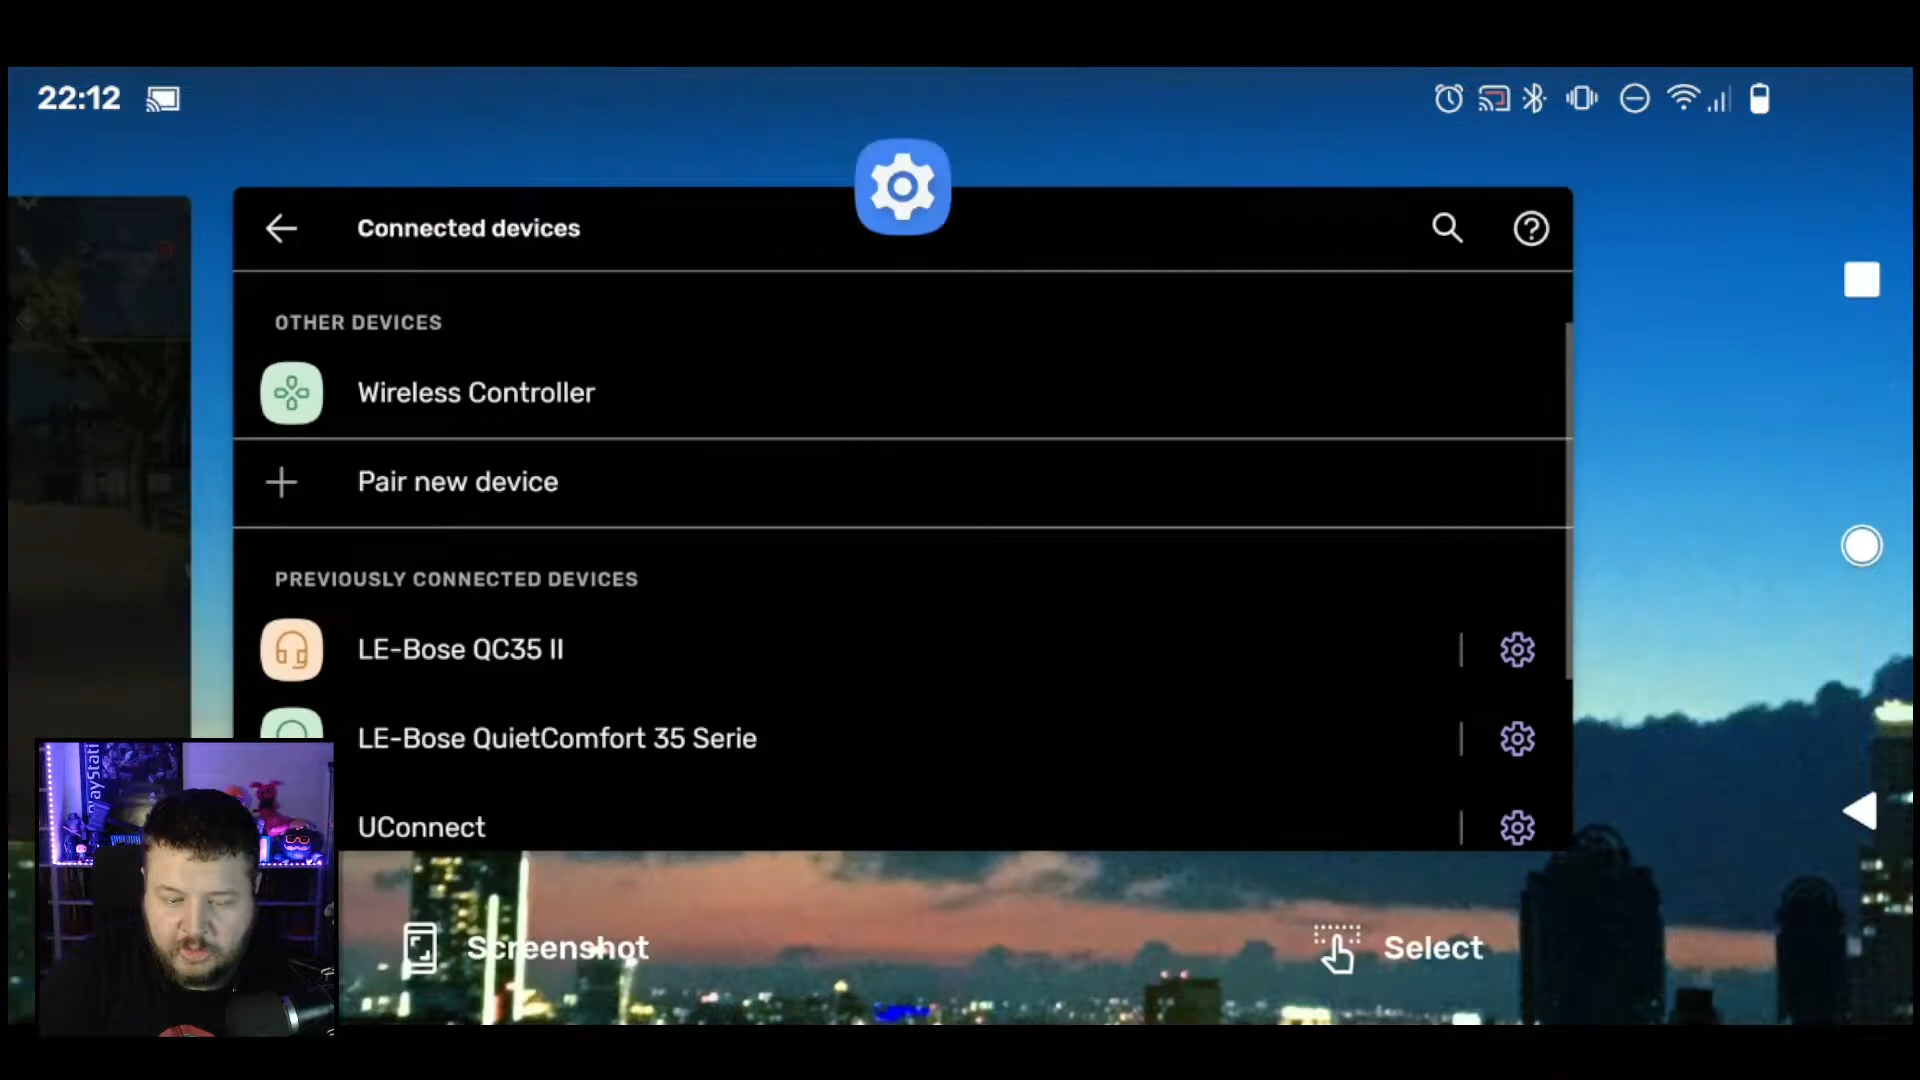 22:12
Connected devices
OTHER DEVICES
Wireless Controller
Pair new device
PREVIOUSLY CONNECTED DEVICES
LE-Bose QC35 II
LE-Bose QuietComfort 35 Serie
UConnect
Screenshot
Select